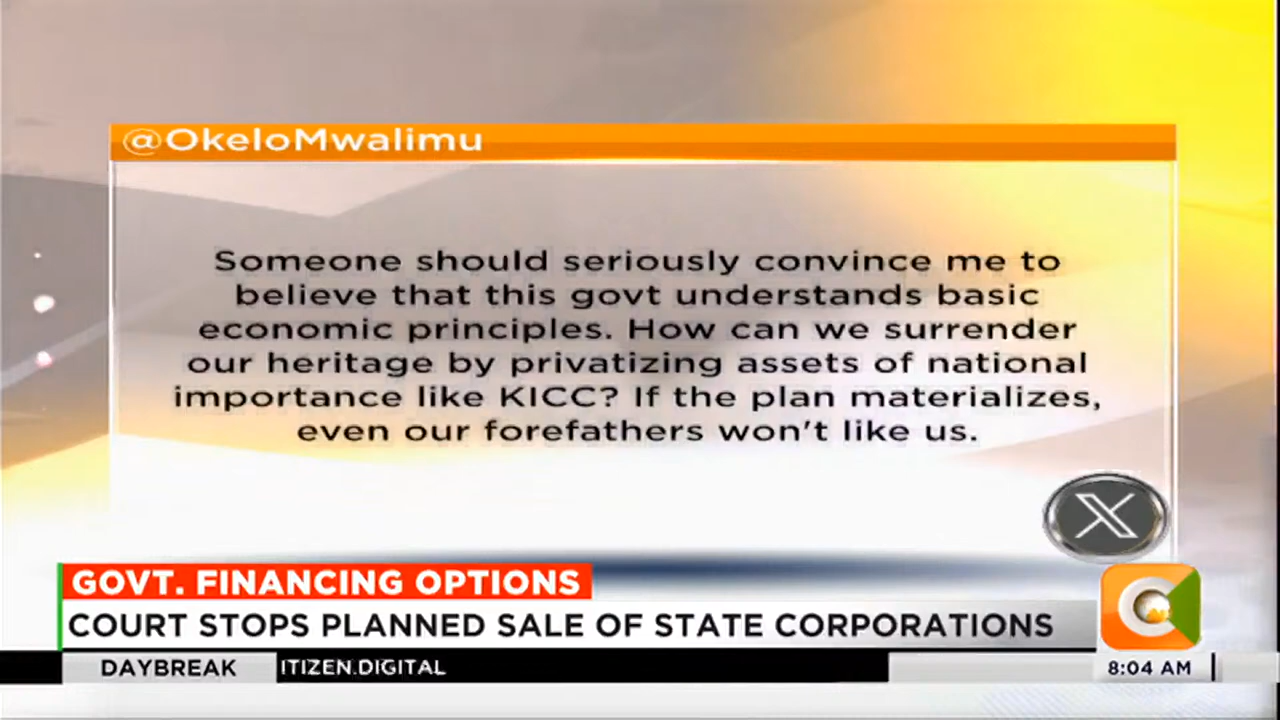 @OkeloMwalimu
Someone should seriously convince me to
believe that this govt understands basic
economic principles. How can we surrender
our heritage by privatizing assets of national
importance like KICC? If the plan materializes,
even our forefathers won't like us.
GOVT. FINANCING OPTIONS
COURT STOPS PLANNED SALE OF STATE CORPORATIONS
DAYBREAK
ITIZEN.DIGITAL
8:04 AM